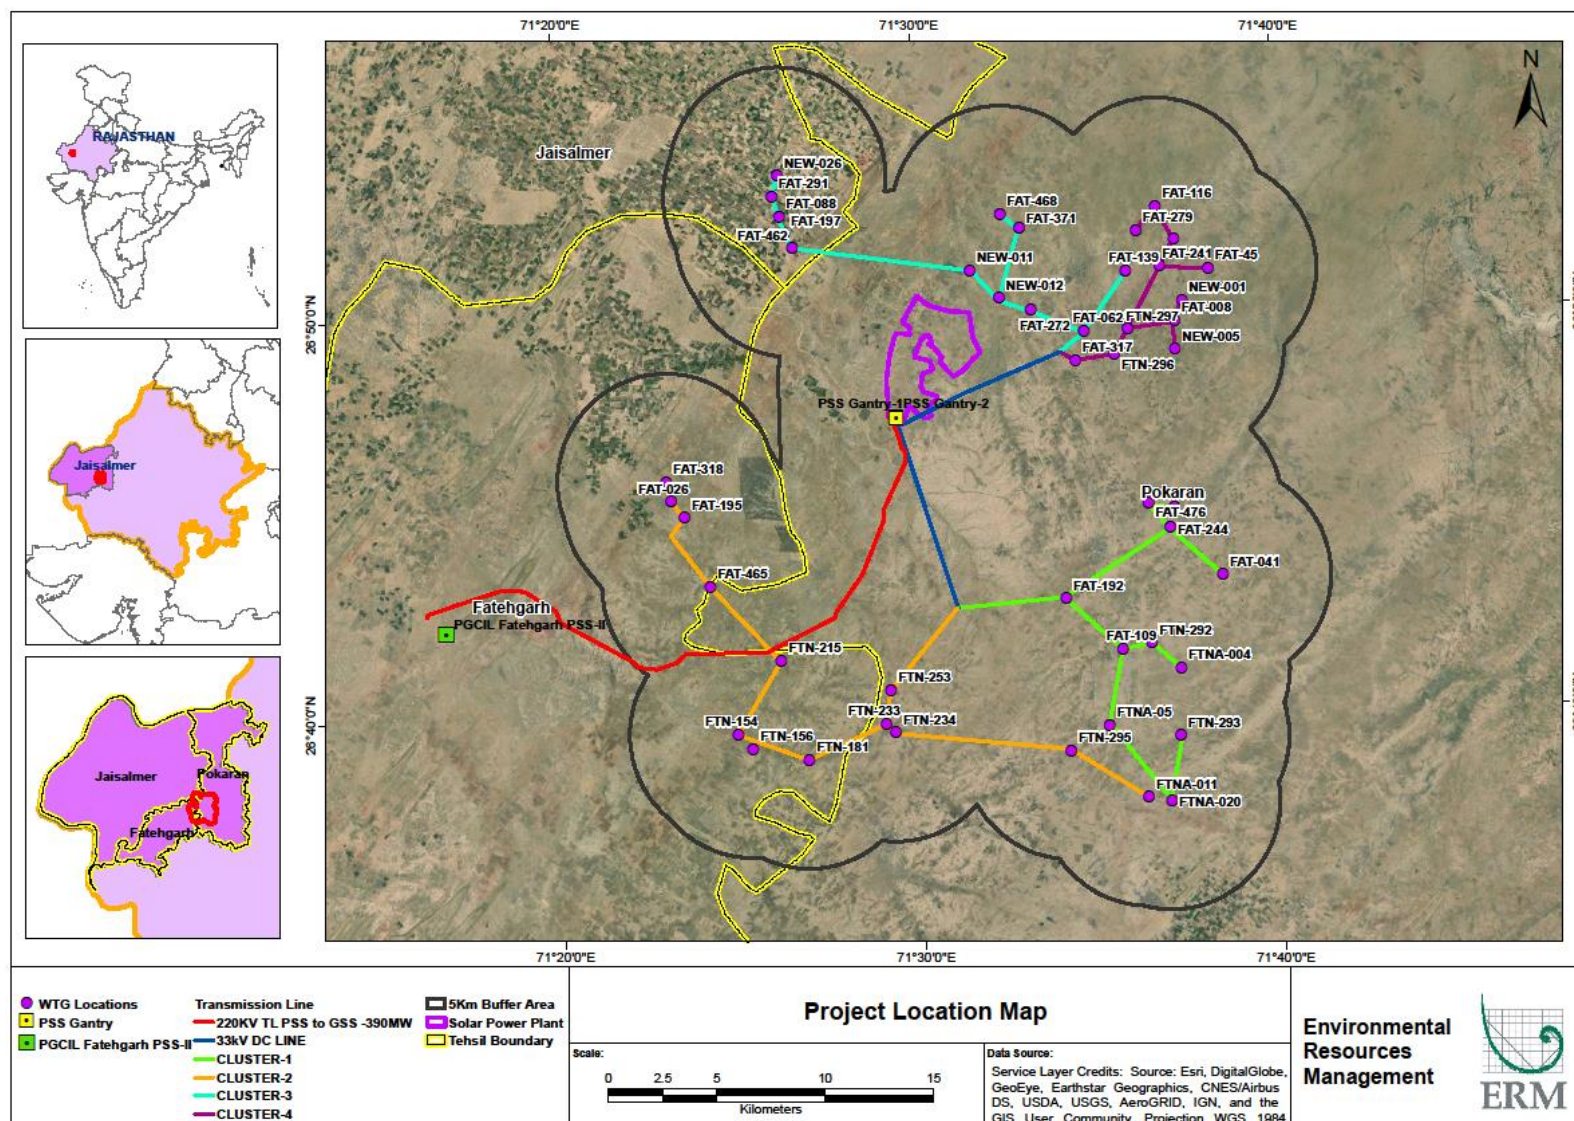 71°20'0"E
71°30'0"E
71°40'0"E
RAJASTHAN
Jaisalmer
Jaisalmer
Pokaran
Fatehgarh
N
Jaisalmer
NEW-026
FAT-291
FAT-088
FAT-197
FAT-462
FAT-468
FAT-371
FAT-116
FAT-279
FAT-241
FAT-45
FAT-139
NEW-011
NEW-012
NEW-001
FAT-008
FAT-272
FAT-062
FTN-297
NEW-005
FAT-317
FTN-296
PSS Gantry-1
PSS Gantry-2
FAT-318
FAT-026
FAT-195
Pokaran
FAT-476
FAT-244
FAT-041
FAT-465
FAT-192
Fatehgarh
PGCIL Fatehgarh PSS-II
FTN-215
FAT-109
FTN-292
FTNA-004
FTN-253
FTN-233
FTN-234
FTN-154
FTN-156
FTN-181
FTNA-05
FTN-293
FTN-295
FTNA-011
FTNA-020
26°50'0"N
26°40'0"N
71°20'0"E
71°30'0"E
71°40'0"E
WTG Locations
PSS Gantry
PGCIL Fatehgarh PSS-II
Transmission Line
220KV TL PSS to GSS -390MW
33kV DC LINE
CLUSTER-1
CLUSTER-2
CLUSTER-3
CLUSTER-4
5Km Buffer Area
Solar Power Plant
Tehsil Boundary
Project Location Map
Scale:
0 2.5 5 10 15
Kilometers
Data Source:
Service Layer Credits: Source: Esri, DigitalGlobe,
GeoEye, Earthstar Geographics, CNES/Airbus
DS, USDA, USGS, AeroGRID, IGN, and the
GIS User Community, Projection WGS 1984
Environmental
Resources
Management
ERM